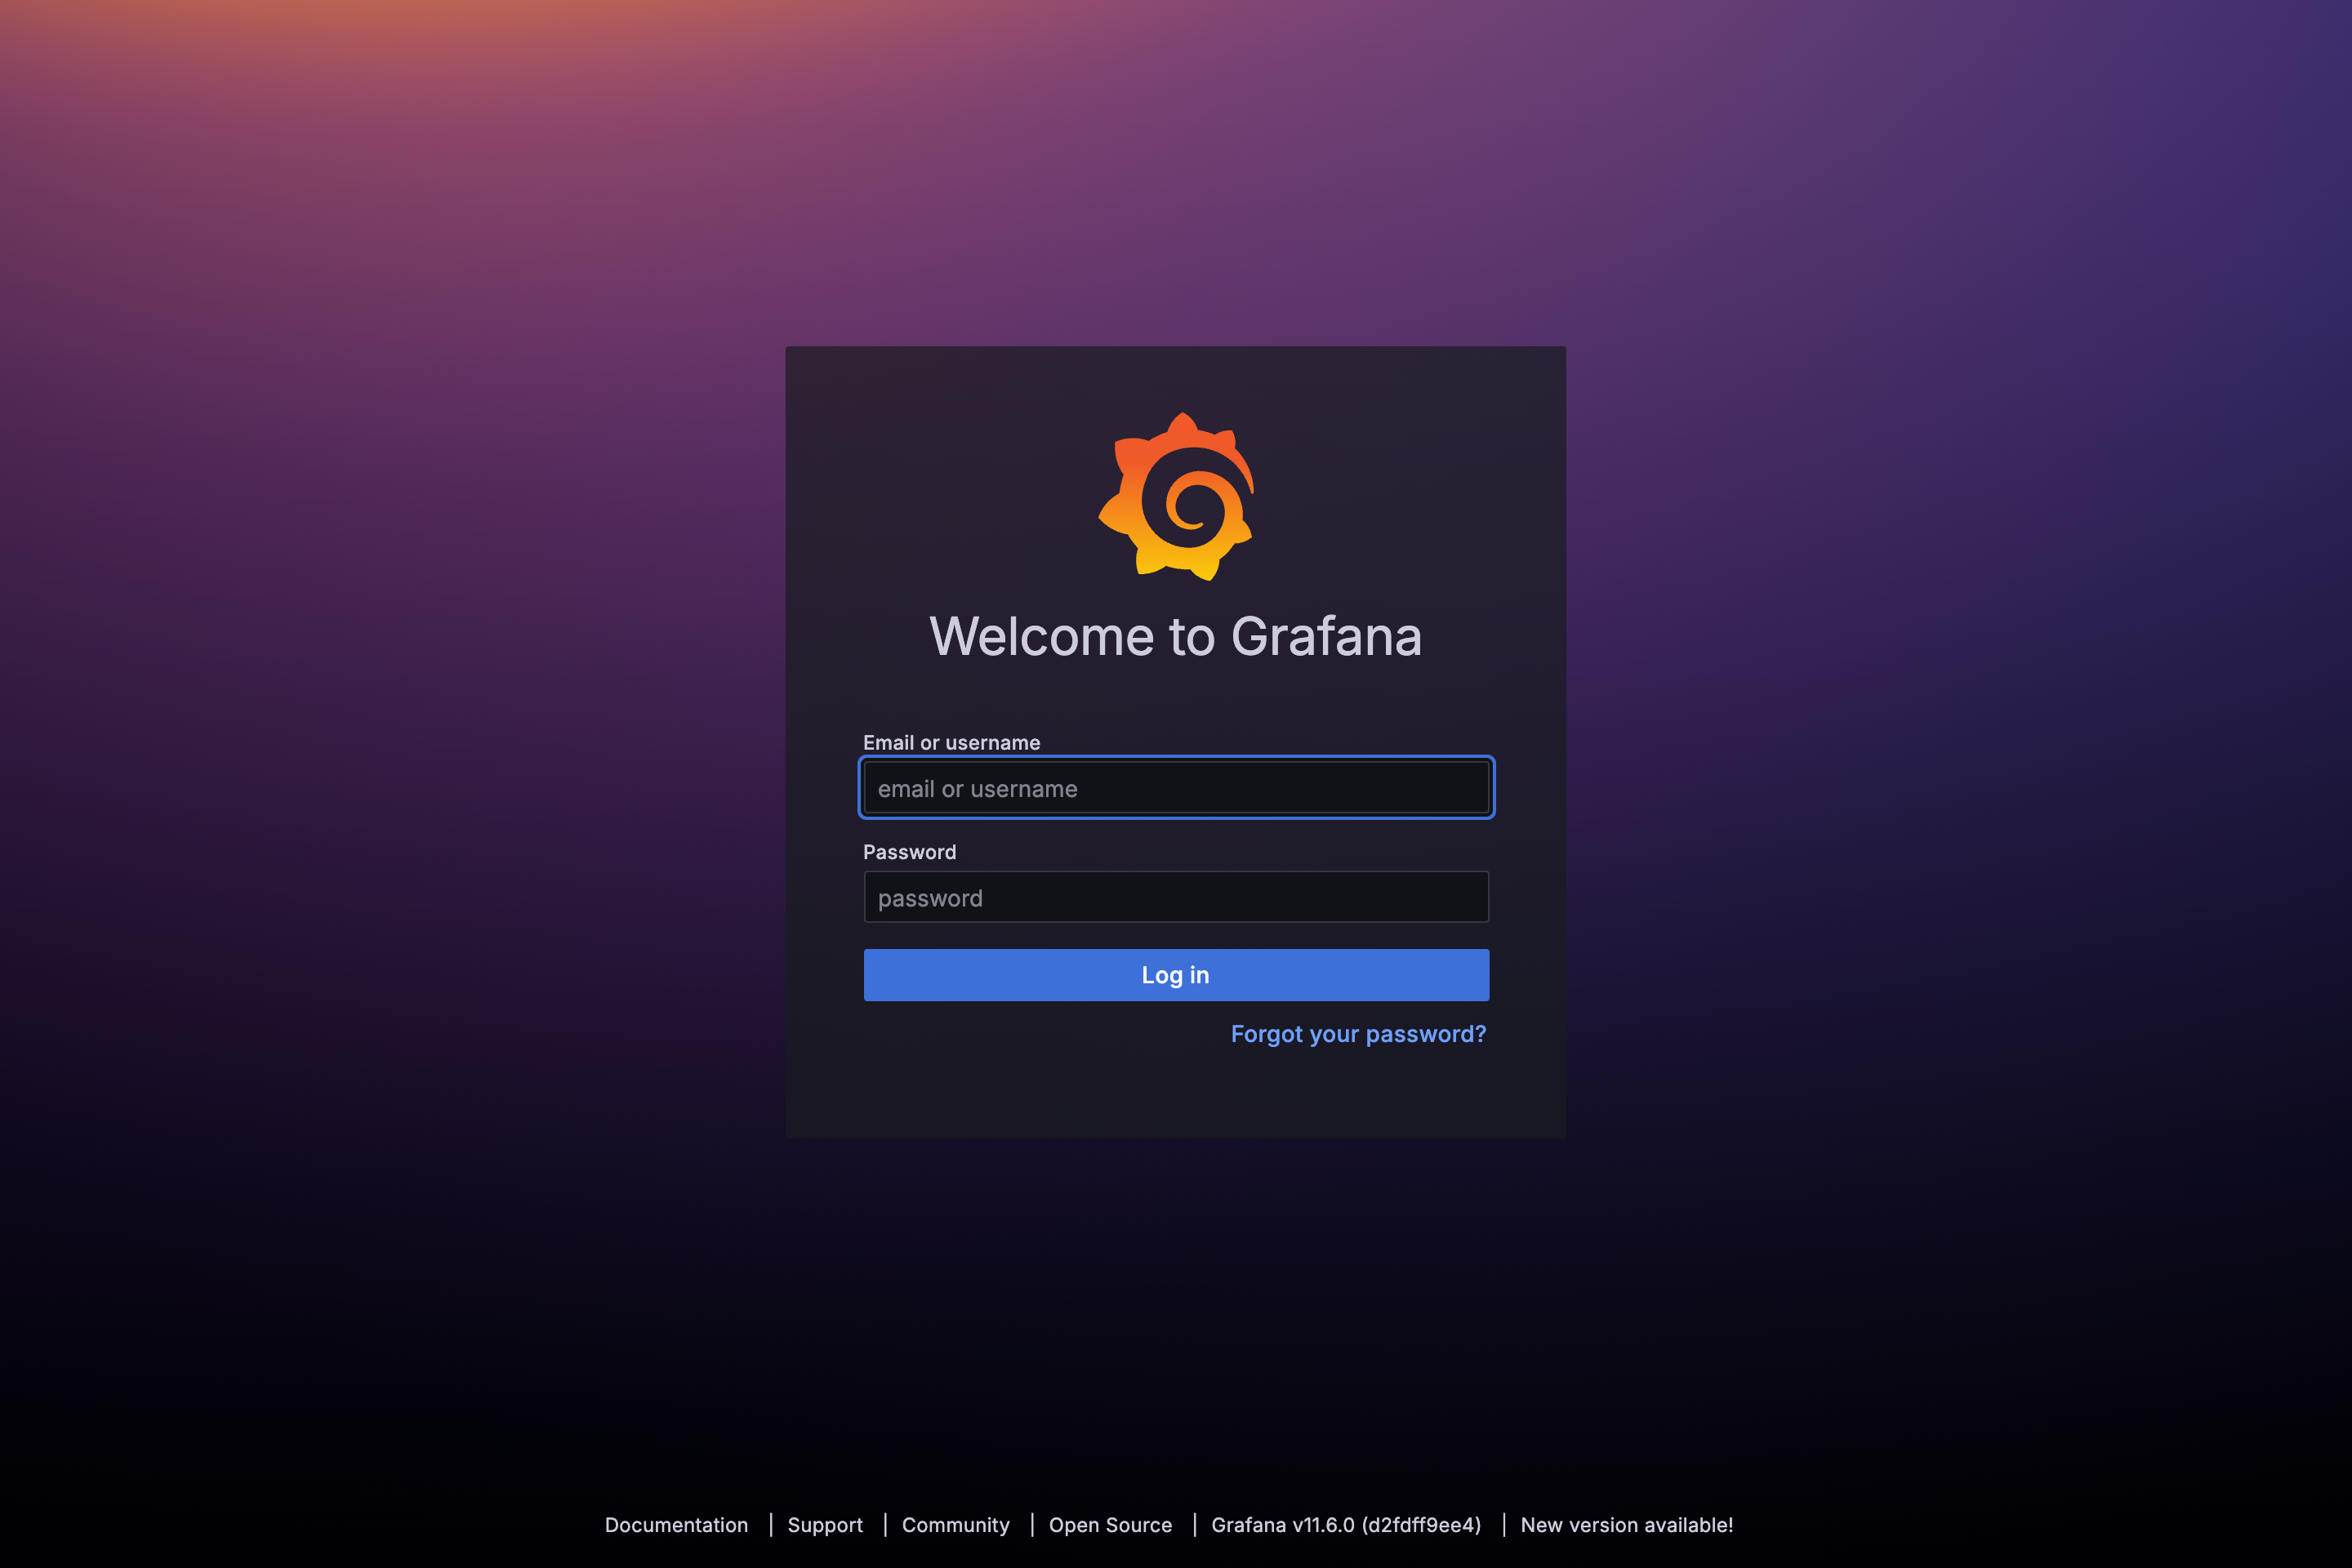 Welcome to Grafana
Email or username
email or username
Password
password
Log in
Forgot your password?
Documentation | Support | Community | Open Source | Grafana v11.6.0 (d2fdff9ee4) | New version available!